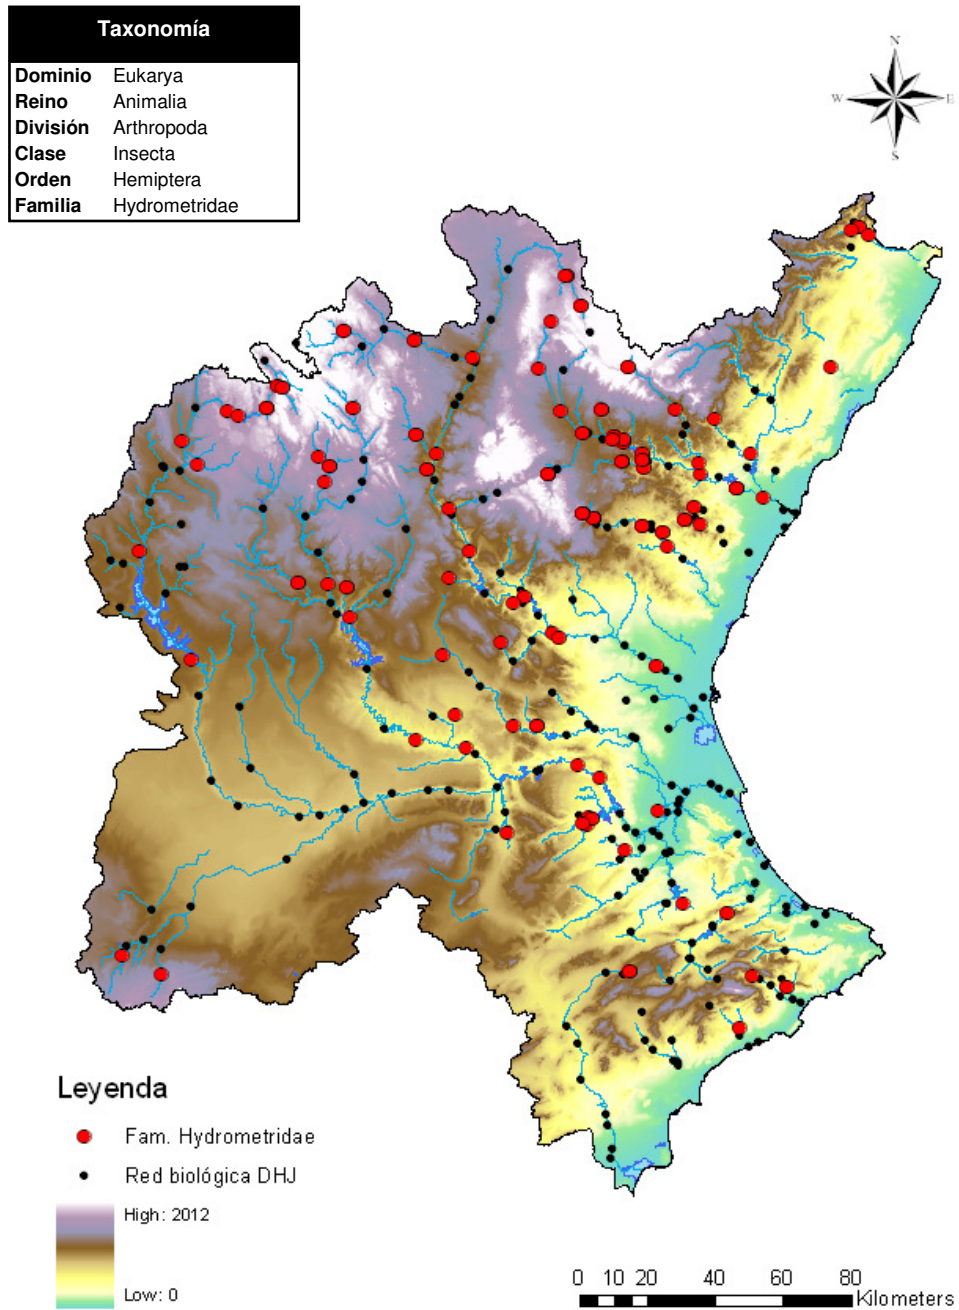 Taxonomía
Dominio Eukarya
Reino Animalia
División Arthropoda
Clase Insecta
Orden Hemiptera
Familia Hydrometridae
N
W E
S
Leyenda
Fam. Hydrometridae
Red biológica DHJ
High: 2012
Low: 0
0 10 20 40 60 80
Kilometers